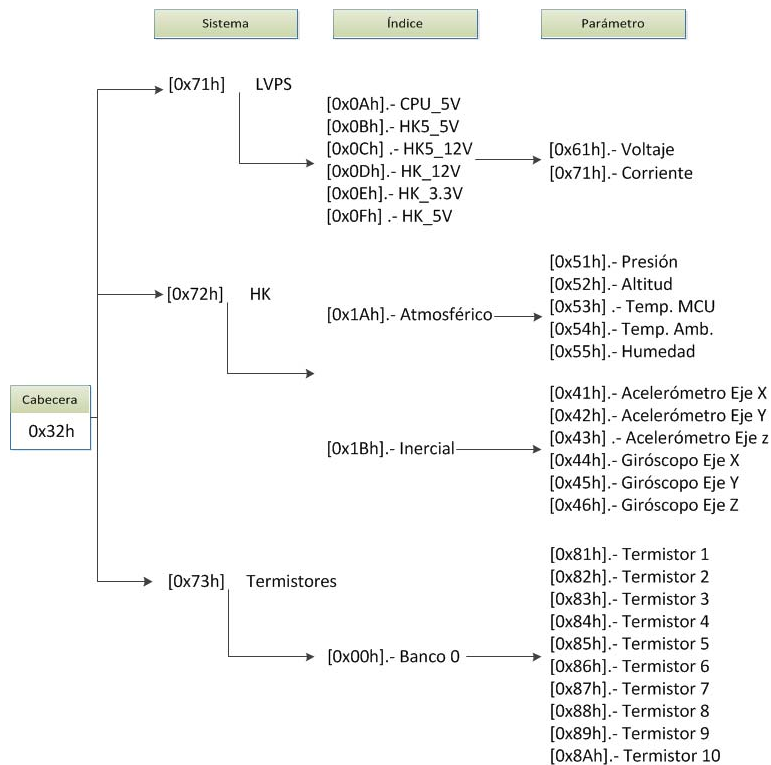 Sistema
Índice
Parámetro
[0x71h] LVPS
[0x0Ah].- CPU_5V
[0x0Bh].- HK5_5V
[0x0Ch] .- HK5_12V
[0x0Dh].- HK_12V
[0x0Eh].- HK_3.3V
[0x0Fh] .- HK_5V
[0x61h].- Voltaje
[0x71h].- Corriente
[0x72h] HK
[0x1Ah].- Atmosférico
[0x51h].- Presión
[0x52h].- Altitud
[0x53h] .- Temp. MCU
[0x54h].- Temp. Amb.
[0x55h].- Humedad
Cabecera
0x32h
[0x1Bh].- Inercial
[0x41h].- Acelerómetro Eje X
[0x42h].- Acelerómetro Eje Y
[0x43h] .- Acelerómetro Eje z
[0x44h].- Giróscopo Eje X
[0x45h].- Giróscopo Eje Y
[0x46h].- Giróscopo Eje Z
[0x73h] Termistores
[0x00h].- Banco 0
[0x81h].- Termistor 1
[0x82h].- Termistor 2
[0x83h].- Termistor 3
[0x84h].- Termistor 4
[0x85h].- Termistor 5
[0x86h].- Termistor 6
[0x87h].- Termistor 7
[0x88h].- Termistor 8
[0x89h].- Termistor 9
[0x8Ah].- Termistor 10